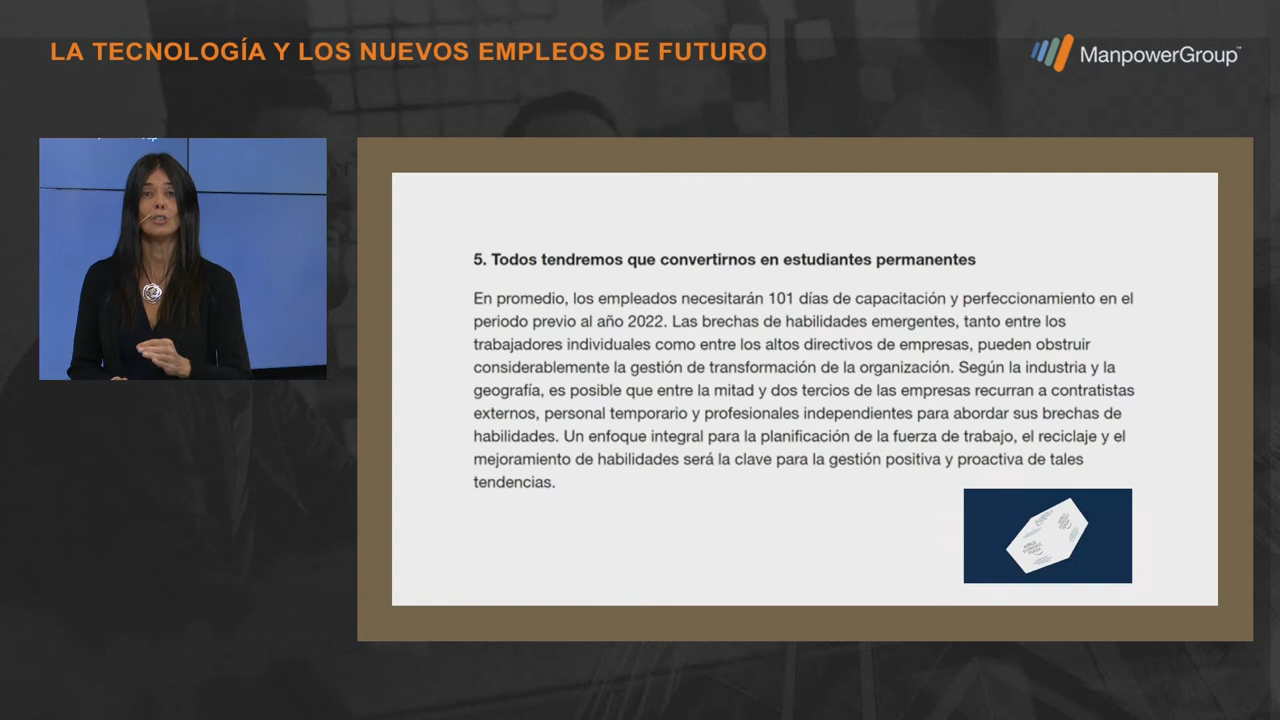 LA TECNOLOGÍA Y LOS NUEVOS EMPLEOS DE FUTURO
ManpowerGroup™
5. Todos tendremos que convertirnos en estudiantes permanentes
En promedio, los empleados necesitarán 101 días de capacitación y perfeccionamiento en el
periodo previo al año 2022. Las brechas de habilidades emergentes, tanto entre los
trabajadores individuales como entre los altos directivos de empresas, pueden obstruir
considerablemente la gestión de transformación de la organización. Según la industria y la
geografía, es posible que entre la mitad y dos tercios de las empresas recurran a contratistas
externos, personal temporario y profesionales independientes para abordar sus brechas de
habilidades. Un enfoque integral para la planificación de la fuerza de trabajo, el reciclaje y el
mejoramiento de habilidades será la clave para la gestión positiva y proactiva de tales
tendencias.